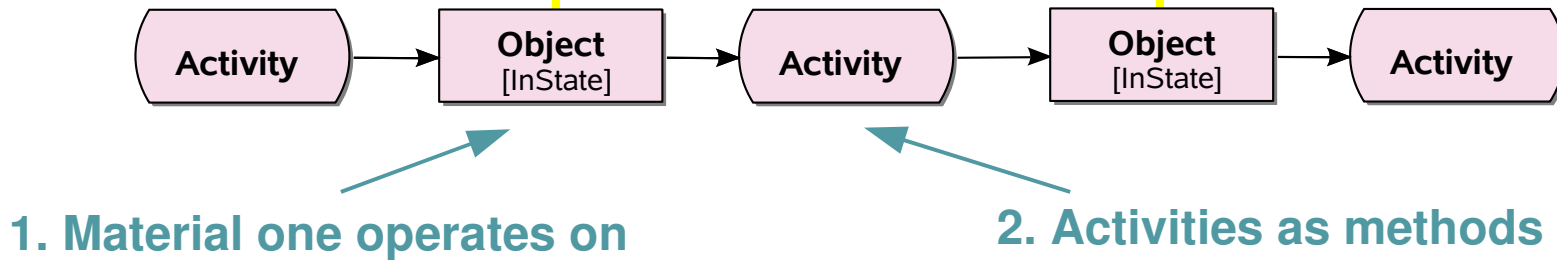 Activity
Object
[InState]
Activity
Object
[InState]
Activity
1. Material one operates on
2. Activities as methods